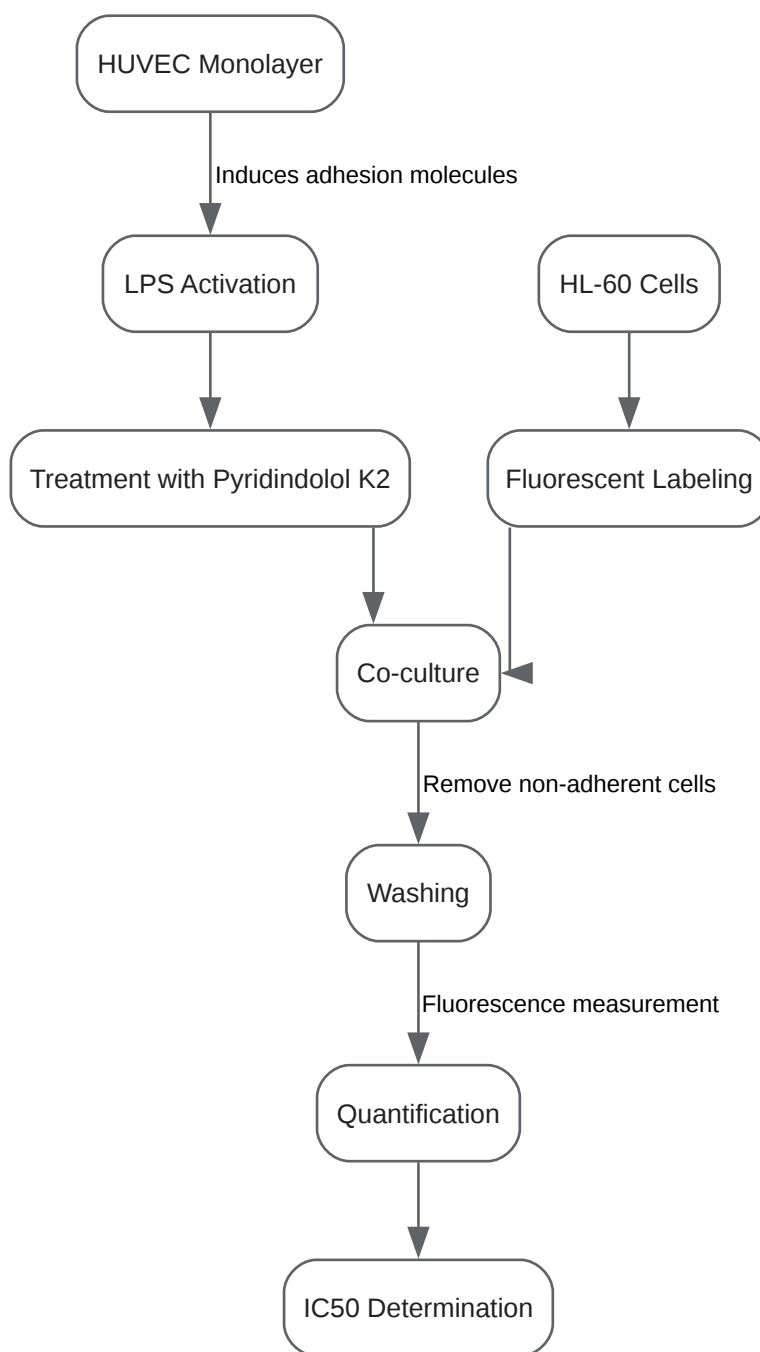 HUVEC Monolayer
Induces adhesion molecules
LPS Activation
HL-60 Cells
Treatment with Pyridindolol K2
Fluorescent Labeling
Co-culture
Remove non-adherent cells
Washing
Fluorescence measurement
Quantification
IC50 Determination